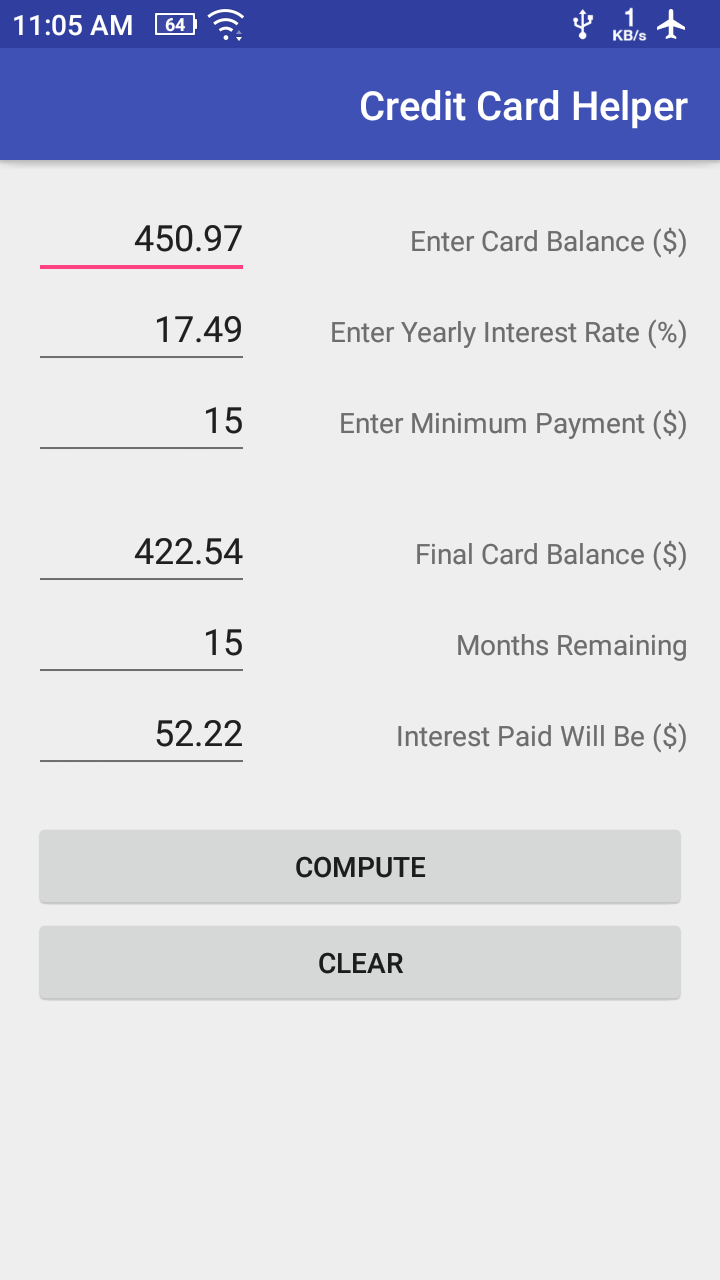 11:05 AM 64 1 KB/s
Credit Card Helper
450.97 Enter Card Balance ($)
17.49 Enter Yearly Interest Rate (%)
15 Enter Minimum Payment ($)
422.54 Final Card Balance ($)
15 Months Remaining
52.22 Interest Paid Will Be ($)
COMPUTE
CLEAR